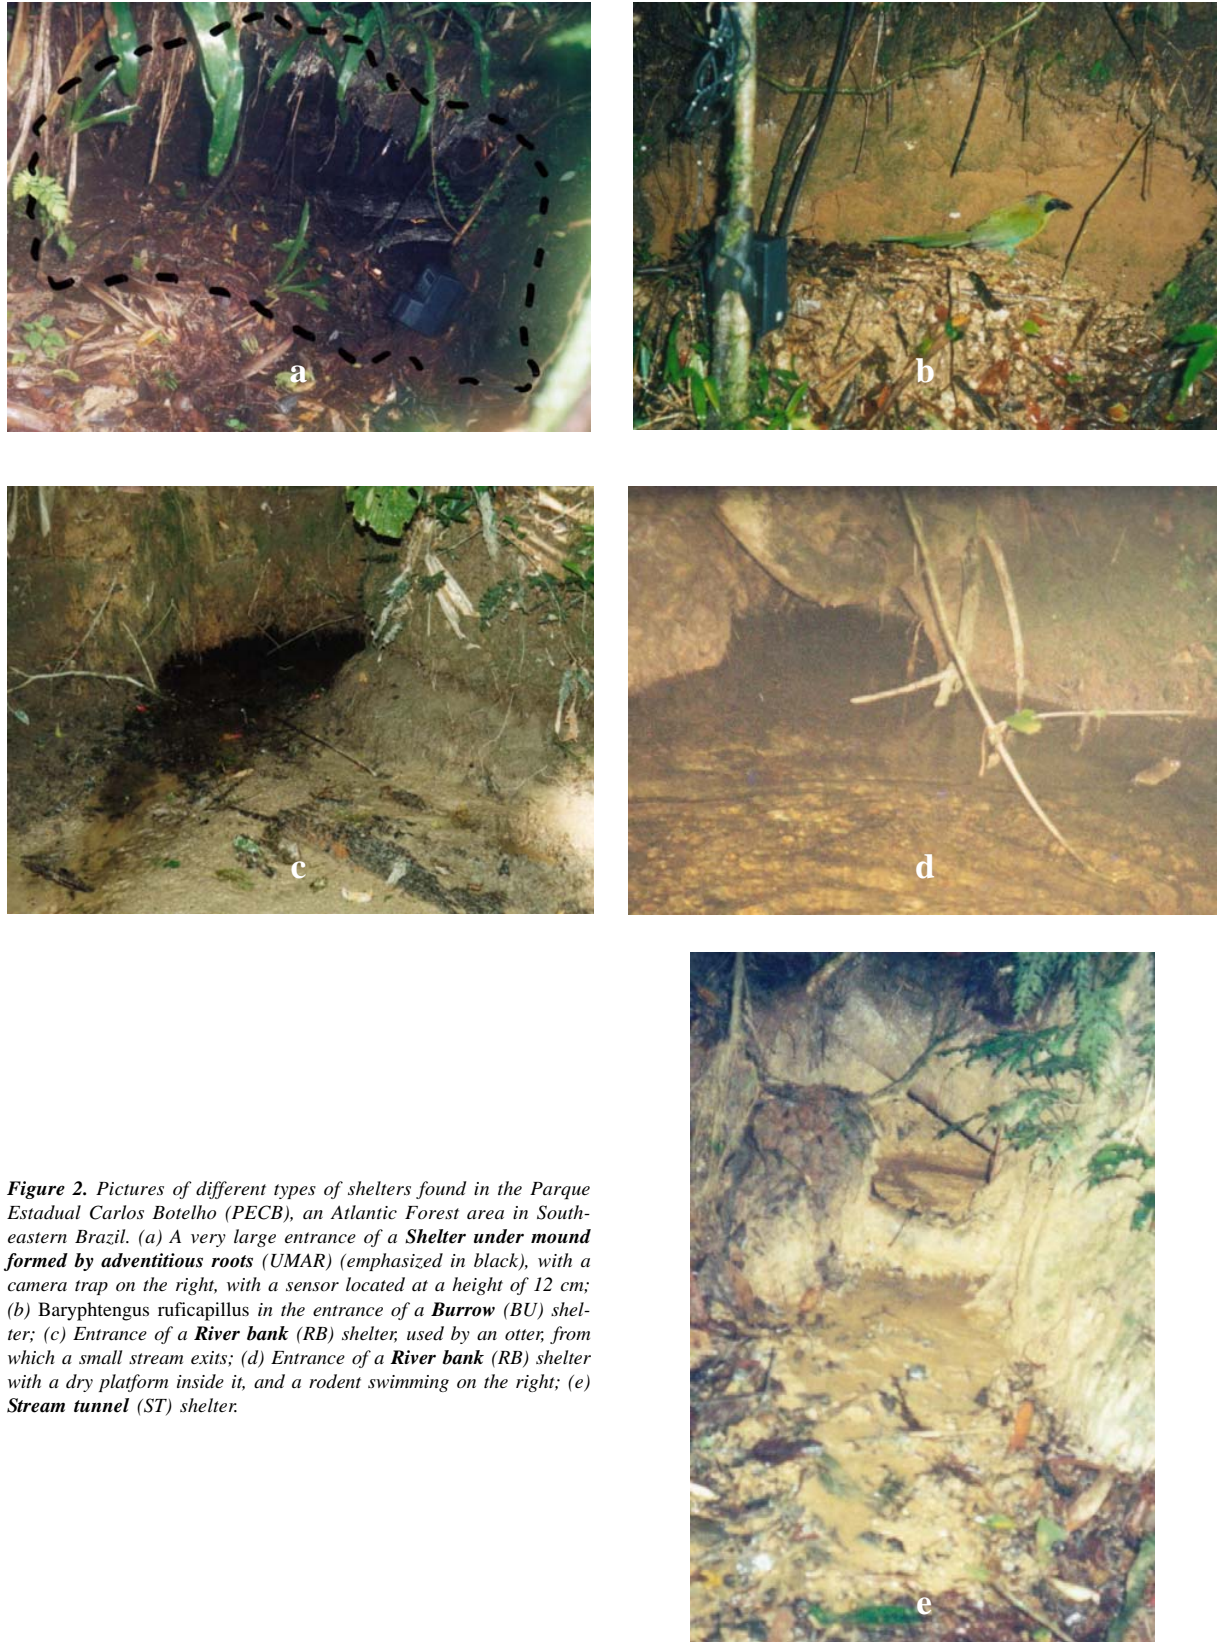 a
b
c
d
Figure 2. Pictures of different types of shelters found in the Parque
Estadual Carlos Botelho (PECB), an Atlantic Forest area in South-
eastern Brazil. (a) A very large entrance of a Shelter under mound
formed by adventitious roots (UMAR) (emphasized in black), with a
camera trap on the right, with a sensor located at a height of 12 cm;
(b) Baryphtengus ruficapillus in the entrance of a Burrow (BU) shel-
ter; (c) Entrance of a River bank (RB) shelter, used by an otter, from
which a small stream exits; (d) Entrance of a River bank (RB) shelter
with a dry platform inside it, and a rodent swimming on the right; (e)
Stream tunnel (ST) shelter.
e